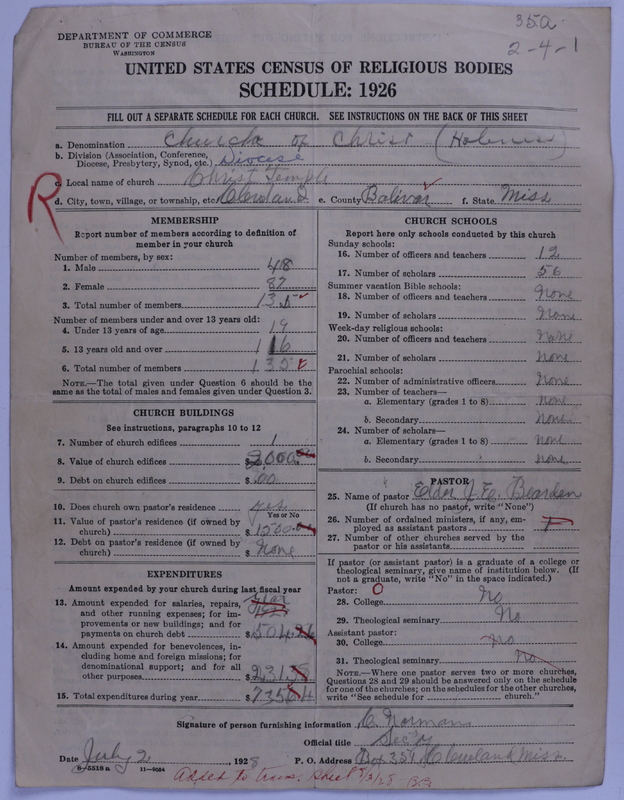 35a
2-4-1
DEPARTMENT OF COMMERCE
BUREAU OF THE CENSUS
WASHINGTON
UNITED STATES CENSUS OF RELIGIOUS BODIES
SCHEDULE: 1926
FILL OUT A SEPARATE SCHEDULE FOR EACH CHURCH. SEE INSTRUCTIONS ON THE BACK OF THIS SHEET
a. Denomination Church of Christ (Holiness)
b. Division (Association, Conference, Diocese, Presbytery, Synod, etc.) Diocese
c. Local name of church Christ Temple
R
d. City, town, village, or township, etc. Cleveland e. County Bolivar f. State Miss
MEMBERSHIP
Report number of members according to definition of member in your church
Number of members, by sex:
1. Male 48
2. Female 87
3. Total number of members 135
Number of members under and over 13 years old:
4. Under 13 years of age 19
5. 13 years old and over 116
6. Total number of members 135
NOTE.—The total given under Question 6 should be the same as the total of males and females given under Question 3.
CHURCH BUILDINGS
See instructions, paragraphs 10 to 12
7. Number of church edifices 1
8. Value of church edifices $2000.00
9. Debt on church edifices $.00
10. Does church own pastor's residence yes
Yes or No
11. Value of pastor's residence (if owned by church) $1500.00
12. Debt on pastor's residence (if owned by church) $None
EXPENDITURES
Amount expended by your church during last fiscal year
13. Amount expended for salaries, repairs, and other running expenses; for improvements or new buildings; and for payments on church debt $504.26
14. Amount expended for benevolences, including home and foreign missions; for denominational support; and for all other purposes $231
15. Total expenditures during year $735
CHURCH SCHOOLS
Report here only schools conducted by this church
Sunday schools:
16. Number of officers and teachers 12
17. Number of scholars 56
Summer vacation Bible schools:
18. Number of officers and teachers None
19. Number of scholars None
Week-day religious schools:
20. Number of officers and teachers None
21. Number of scholars None
Parochial schools:
22. Number of administrative officers None
23. Number of teachers—
a. Elementary (grades 1 to 8) None
b. Secondary None
24. Number of scholars—
a. Elementary (grades 1 to 8) None
b. Secondary None
PASTOR
25. Name of pastor Elder J. E. Bearden
(If church has no pastor, write "None")
26. Number of ordained ministers, if any, employed as assistant pastors
27. Number of other churches served by the pastor or his assistants
If pastor (or assistant pastor) is a graduate of a college or theological seminary, give name of institution below. (If not a graduate, write "No" in the space indicated.)
Pastor: O
28. College No
29. Theological seminary No
Assistant pastor:
30. College No
31. Theological seminary No
NOTE.—Where one pastor serves two or more churches, Questions 28 and 29 should be answered only on the schedule for one of the churches; on the schedules for the other churches, write "See schedule for church."
Signature of person furnishing information C. Norman
Official title Sec'y
Date July 2, 1928 P. O. Address Box 354 Cleveland Miss.
8-5518 a 11-9564
Added to Trans. Sheet